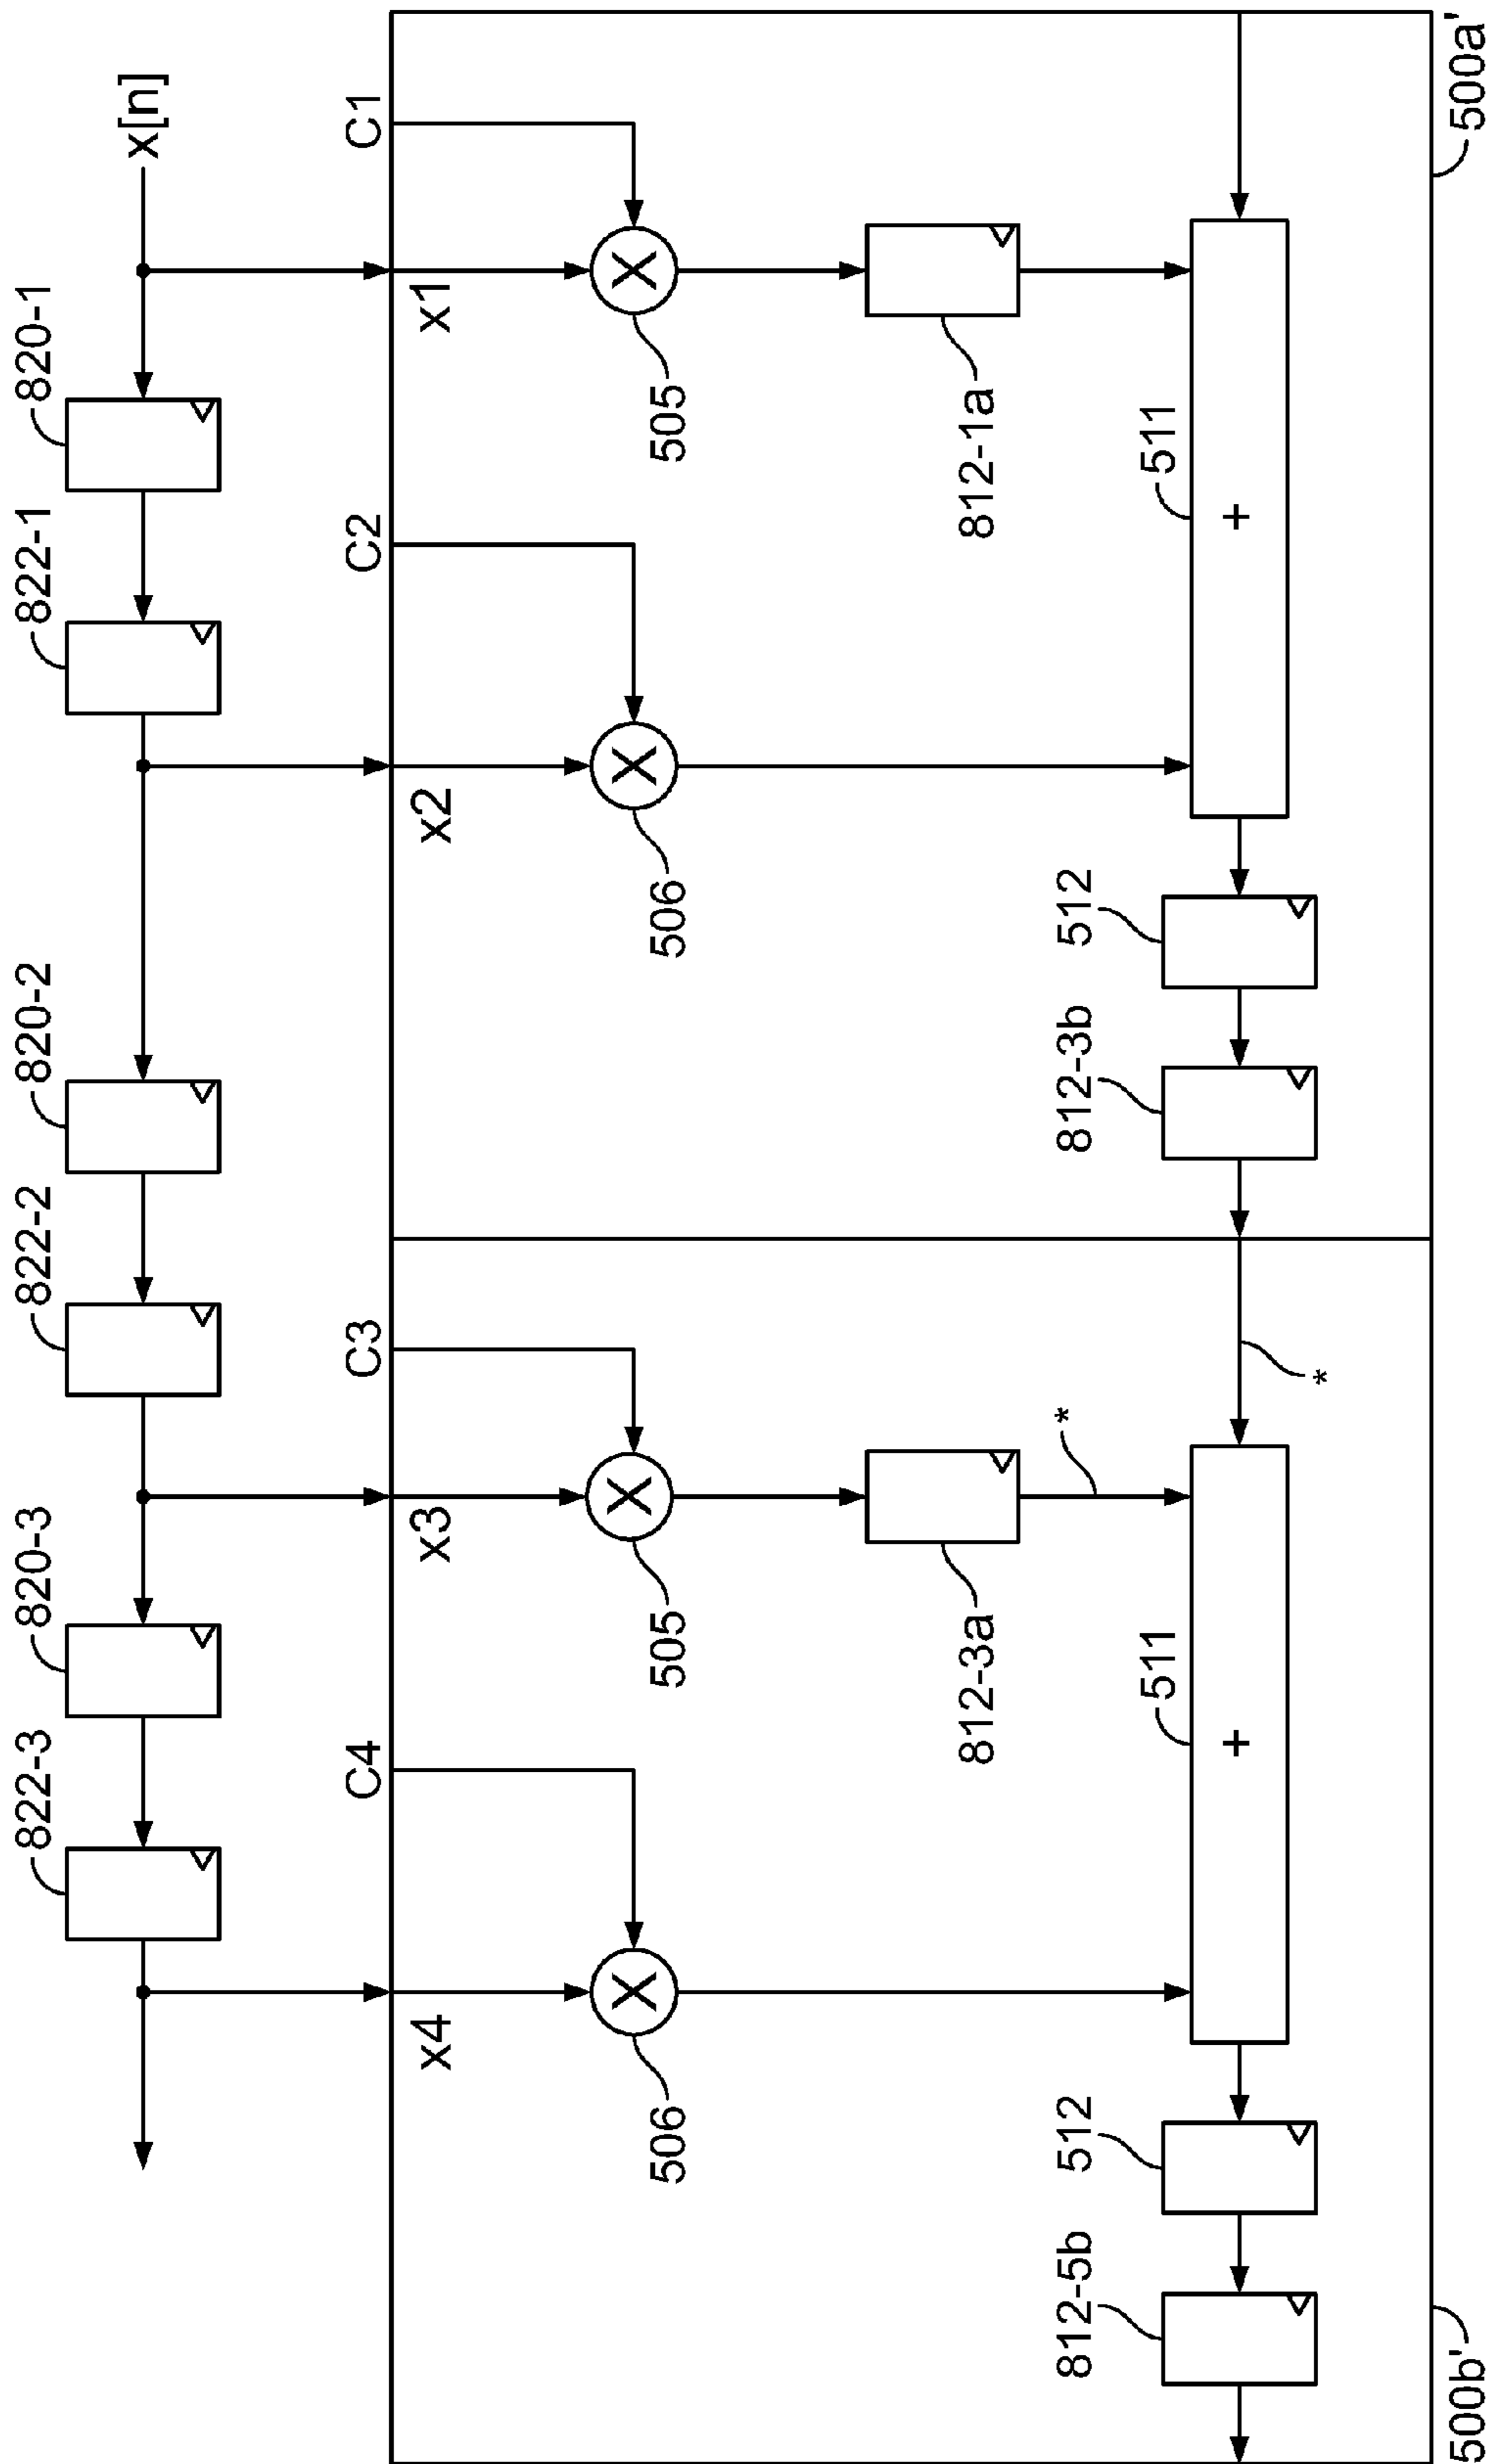 x[n]
820-1
822-1
820-2
822-2
820-3
822-3
C1
C2
C3
C4
x1
x2
x3
x4
X
505
X
506
X
505
X
506
812-1a
812-3a
*
511
+
511
+
512
812-3b
*
512
812-5b
500a'
500b'